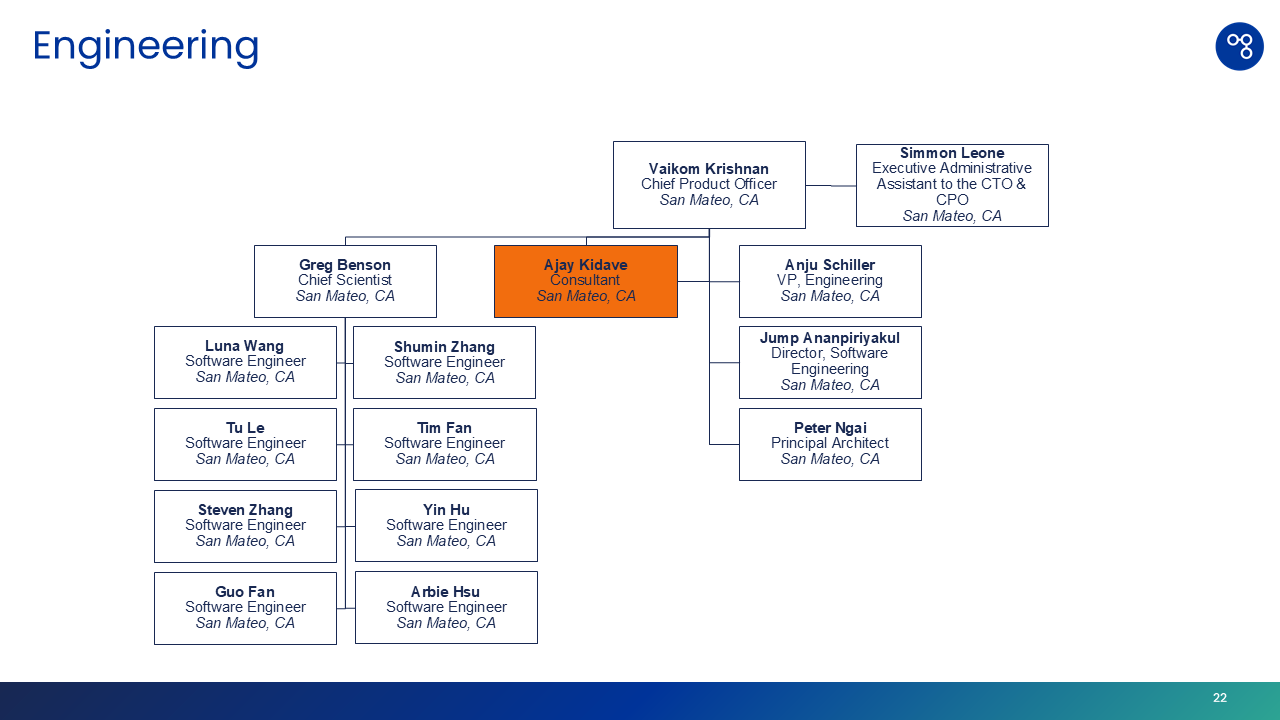 Engineering
Vaikom Krishnan
Chief Product Officer
San Mateo, CA
Simmon Leone
Executive Administrative
Assistant to the CTO &
CPO
San Mateo, CA
Greg Benson
Chief Scientist
San Mateo, CA
Ajay Kidave
Consultant
San Mateo, CA
Anju Schiller
VP, Engineering
San Mateo, CA
Luna Wang
Software Engineer
San Mateo, CA
Shumin Zhang
Software Engineer
San Mateo, CA
Jump Ananpiriyakul
Director, Software
Engineering
San Mateo, CA
Tu Le
Software Engineer
San Mateo, CA
Tim Fan
Software Engineer
San Mateo, CA
Peter Ngai
Principal Architect
San Mateo, CA
Steven Zhang
Software Engineer
San Mateo, CA
Yin Hu
Software Engineer
San Mateo, CA
Guo Fan
Software Engineer
San Mateo, CA
Arbie Hsu
Software Engineer
San Mateo, CA
22